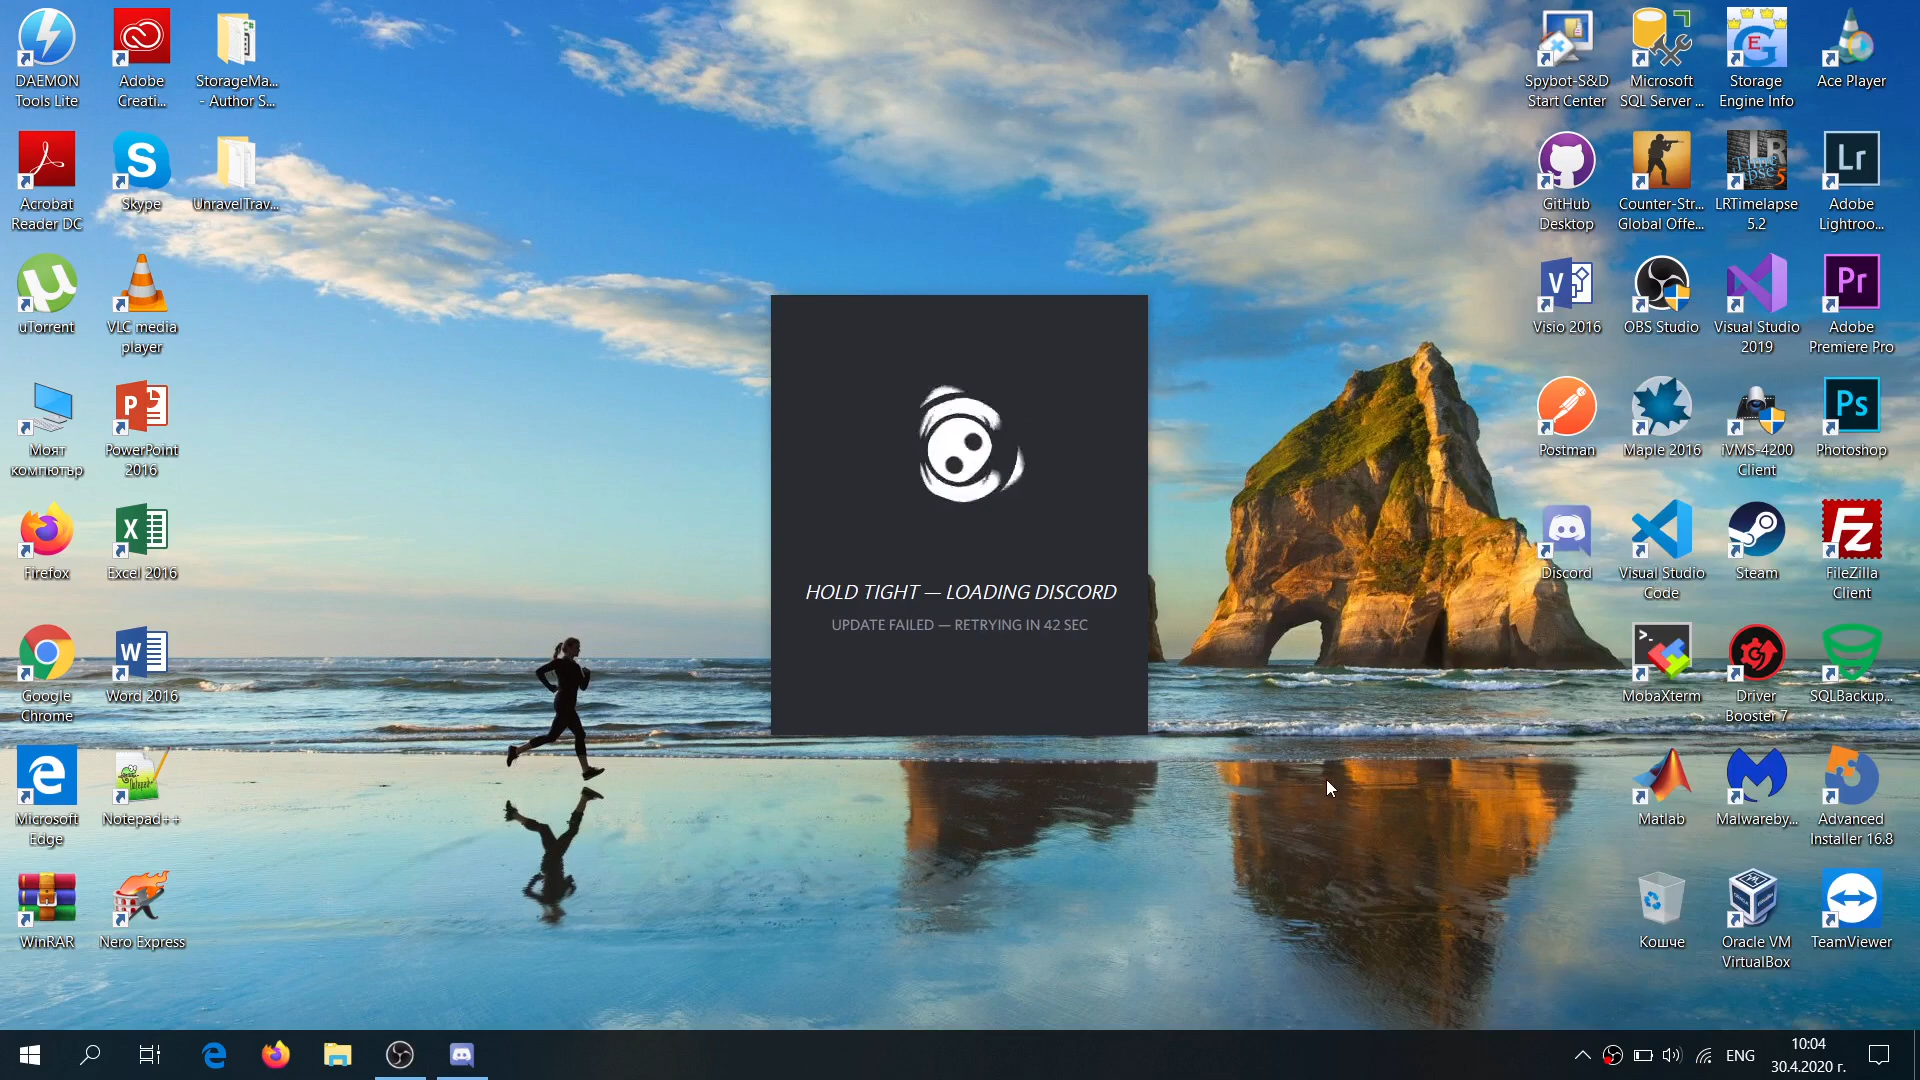 DAEMON
Tools Lite
Adobe
Creati...
StorageMa...
- Author S...
Acrobat
Reader DC
Skype
UnravelTrav...
uTorrent
VLC media
player
Моят
компютър
PowerPoint
2016
Firefox
Excel 2016
Google
Chrome
Word 2016
Microsoft
Edge
Notepad++
WinRAR
Nero Express
HOLD TIGHT — LOADING DISCORD
UPDATE FAILED — RETRYING IN 42 SEC
Spybot-S&D
Start Center
Microsoft
SQL Server ...
Storage
Engine Info
Ace Player
GitHub
Desktop
Counter-Str...
Global Offe...
LRTimelapse
5.2
Adobe
Lightroo...
Visio 2016
OBS Studio
Visual Studio
2019
Adobe
Premiere Pro
Postman
Maple 2016
iVMS-4200
Client
Photoshop
Discord
Visual Studio
Code
Steam
FileZilla
Client
MobaXterm
Driver
Booster 7
SQLBackup...
Matlab
Malwareby...
Advanced
Installer 16.8
Кошче
Oracle VM
VirtualBox
TeamViewer
ENG
10:04
30.4.2020 г.